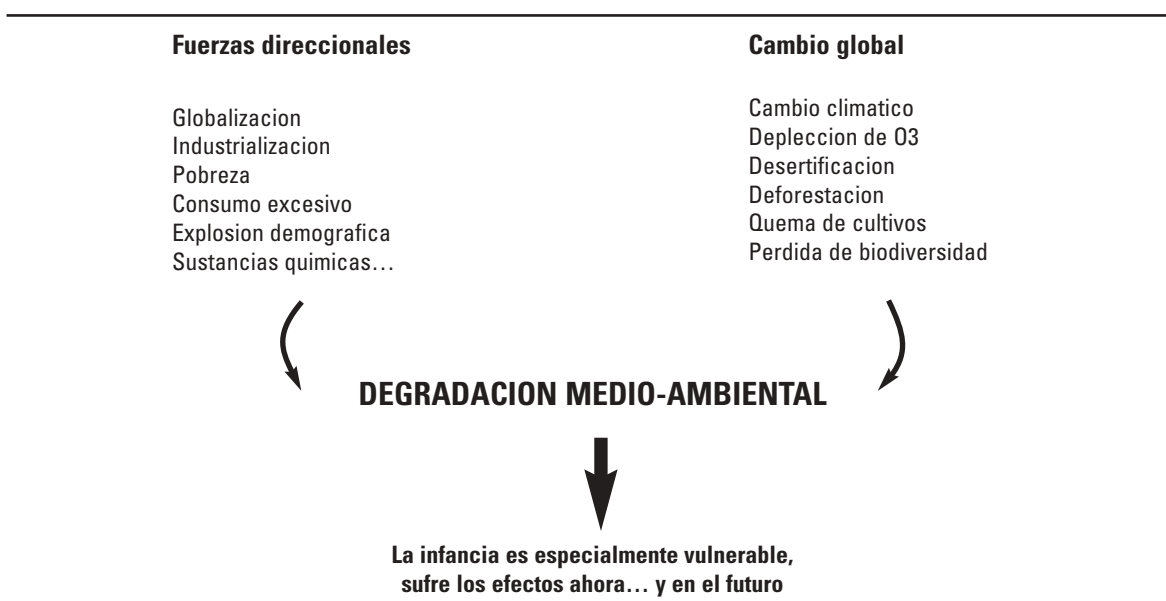 Fuerzas direccionales
Globalizacion
Industrializacion
Pobreza
Consumo excesivo
Explosion demografica
Sustancias quimicas…
Cambio global
Cambio climatico
Depleccion de O3
Desertificacion
Deforestacion
Quema de cultivos
Perdida de biodiversidad
DEGRADACION MEDIO-AMBIENTAL
La infancia es especialmente vulnerable,
sufre los efectos ahora… y en el futuro